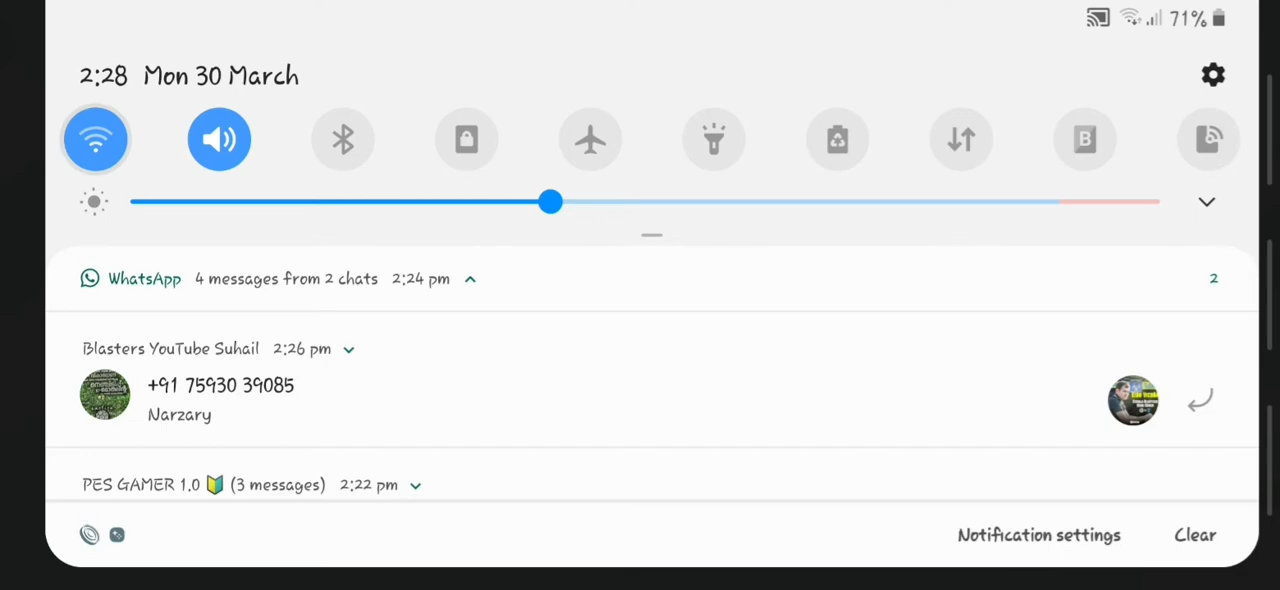 71%
2:28 Mon 30 March
WhatsApp 4 messages from 2 chats 2:24 pm
2
Blasters YouTube Suhail 2:26 pm
+91 75930 39085
Narzary
PES GAMER 1.0 🔰 (3 messages) 2:22 pm
Notification settings Clear